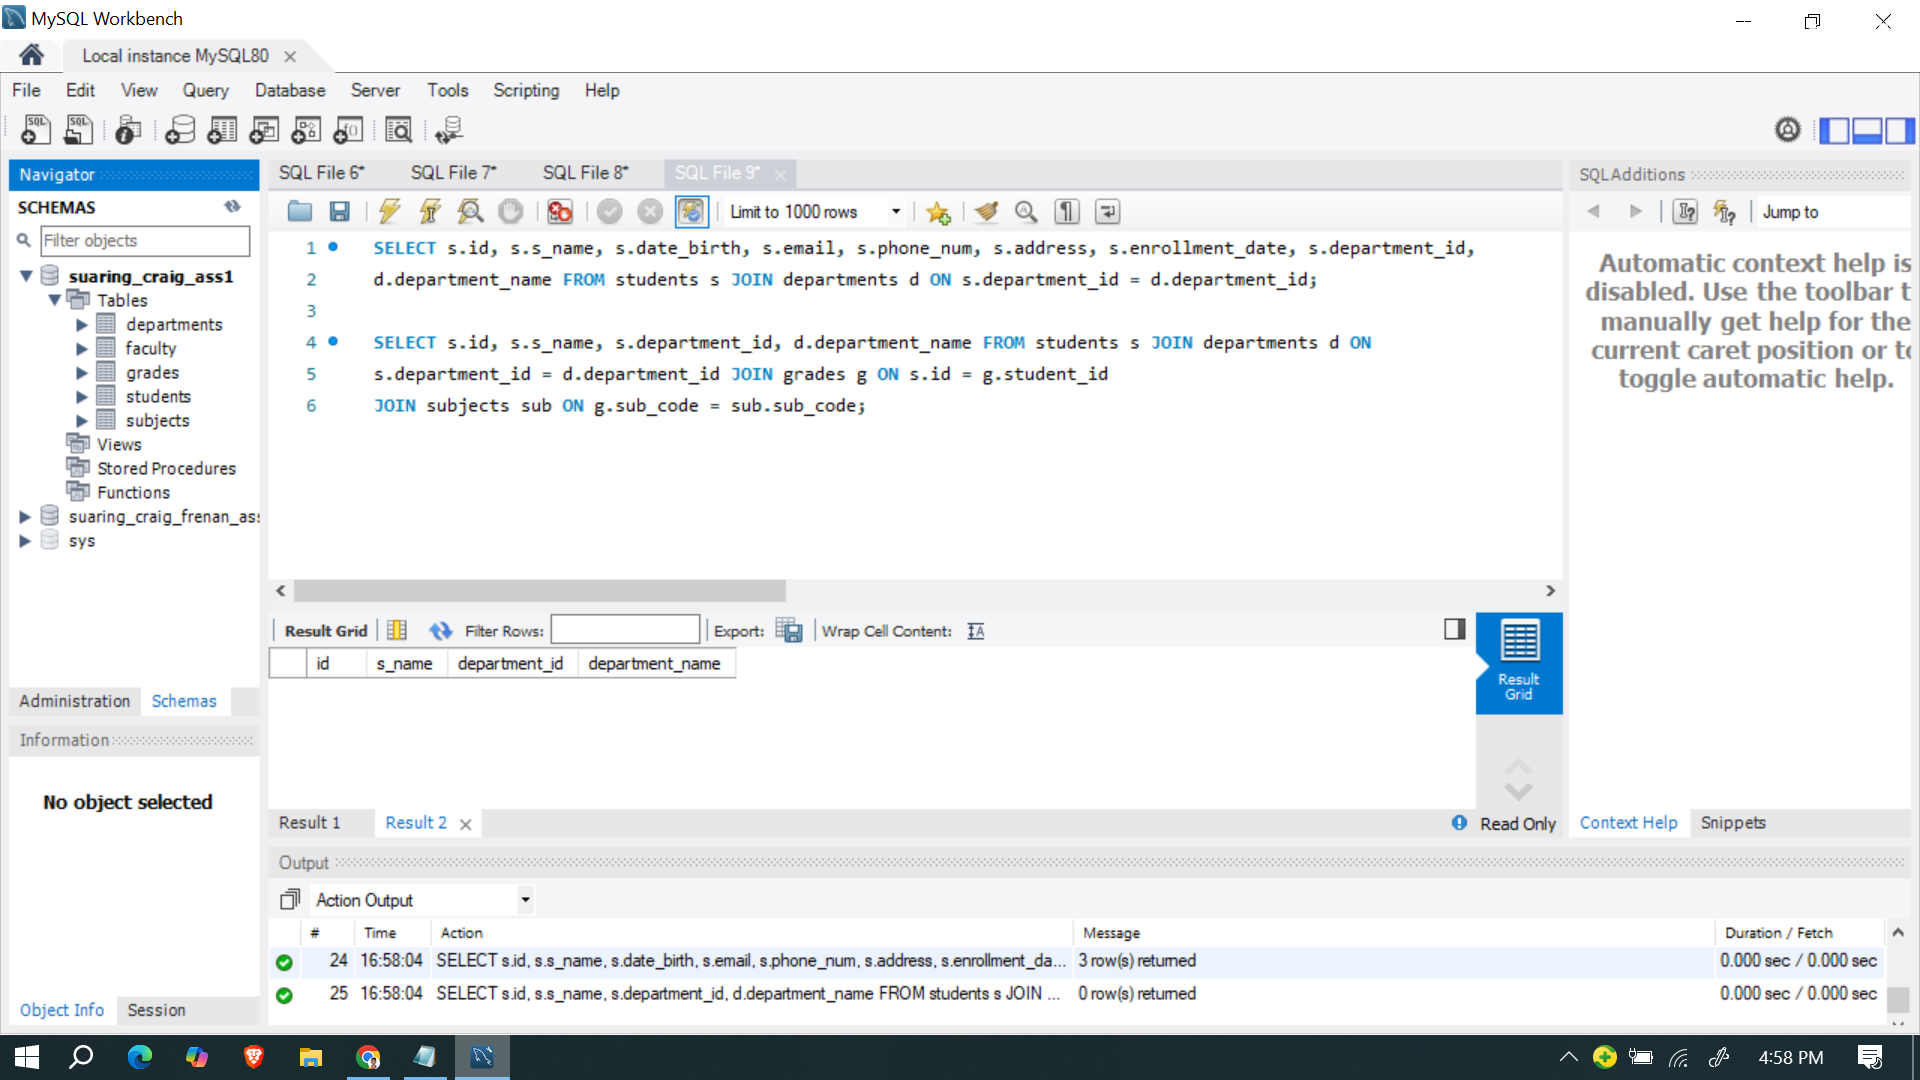 MySQL Workbench
Local instance MySQL80
File Edit View Query Database Server Tools Scripting Help
Navigator
SCHEMAS
Filter objects
suaring_craig_ass1
Tables
departments
faculty
grades
students
subjects
Views
Stored Procedures
Functions
suaring_craig_frenan_ass
sys
Administration Schemas
Information
No object selected
Object Info Session
SQL File 6* SQL File 7* SQL File 8* SQL File 9*
Limit to 1000 rows
1 SELECT s.id, s.s_name, s.date_birth, s.email, s.phone_num, s.address, s.enrollment_date, s.department_id,
2 d.department_name FROM students s JOIN departments d ON s.department_id = d.department_id;
3
4 SELECT s.id, s.s_name, s.department_id, d.department_name FROM students s JOIN departments d ON
5 s.department_id = d.department_id JOIN grades g ON s.id = g.student_id
6 JOIN subjects sub ON g.sub_code = sub.sub_code;
Result Grid Filter Rows: Export: Wrap Cell Content:
id s_name department_id department_name
Result Grid
Result 1 Result 2
Read Only
SQLAdditions
Jump to
Automatic context help is
disabled. Use the toolbar t
manually get help for the
current caret position or to
toggle automatic help.
Context Help Snippets
Output
Action Output
# Time Action Message Duration / Fetch
24 16:58:04 SELECT s.id, s.s_name, s.date_birth, s.email, s.phone_num, s.address, s.enrollment_da... 3 row(s) returned 0.000 sec / 0.000 sec
25 16:58:04 SELECT s.id, s.s_name, s.department_id, d.department_name FROM students s JOIN ... 0 row(s) returned 0.000 sec / 0.000 sec
4:58 PM